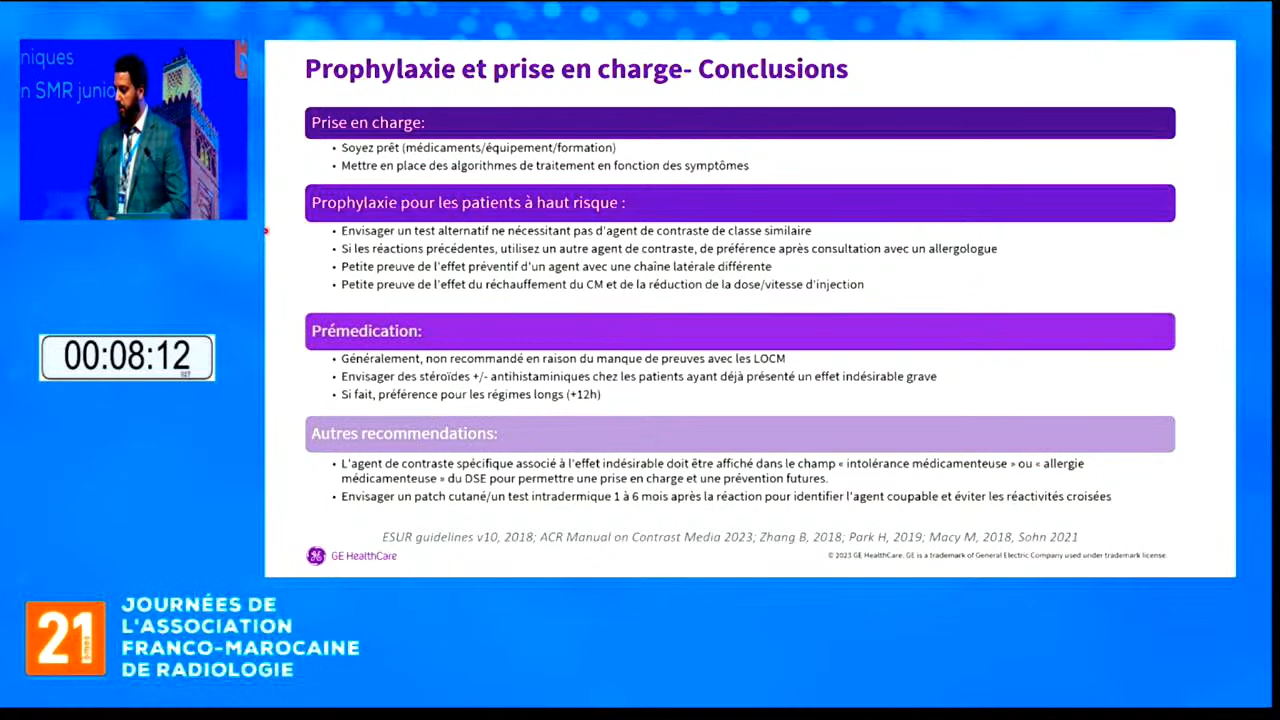 niques
n SMR junio
Prophylaxie et prise en charge- Conclusions
Prise en charge:
• Soyez prêt (médicaments/équipement/formation)
• Mettre en place des algorithmes de traitement en fonction des symptômes
Prophylaxie pour les patients à haut risque :
• Envisager un test alternatif ne nécessitant pas d'agent de contraste de classe similaire
• Si les réactions précédentes, utilisez un autre agent de contraste, de préférence après consultation avec un allergologue
• Petite preuve de l'effet préventif d'un agent avec une chaîne latérale différente
• Petite preuve de l'effet du réchauffement du CM et de la réduction de la dose/vitesse d'injection
00:08:12
Prémedication:
• Généralement, non recommandé en raison du manque de preuves avec les LOCM
• Envisager des stéroïdes +/- antihistaminiques chez les patients ayant déjà présenté un effet indésirable grave
• Si fait, préférence pour les régimes longs (+12h)
Autres recommendations:
• L'agent de contraste spécifique associé à l'effet indésirable doit être affiché dans le champ « intolérance médicamenteuse » ou « allergie
médicamenteuse » du DSE pour permettre une prise en charge et une prévention futures.
• Envisager un patch cutané/un test intradermique 1 à 6 mois après la réaction pour identifier l'agent coupable et éviter les réactivités croisées
ESUR guidelines v10, 2018; ACR Manual on Contrast Media 2023; Zhang B, 2018; Park H, 2019; Macy M, 2018, Sohn 2021
GE HealthCare
© 2023 GE HealthCare. GE is a trademark of General Electric Company used under trademark license.
21
èmes
JOURNÉES DE
L'ASSOCIATION
FRANCO-MAROCAINE
DE RADIOLOGIE